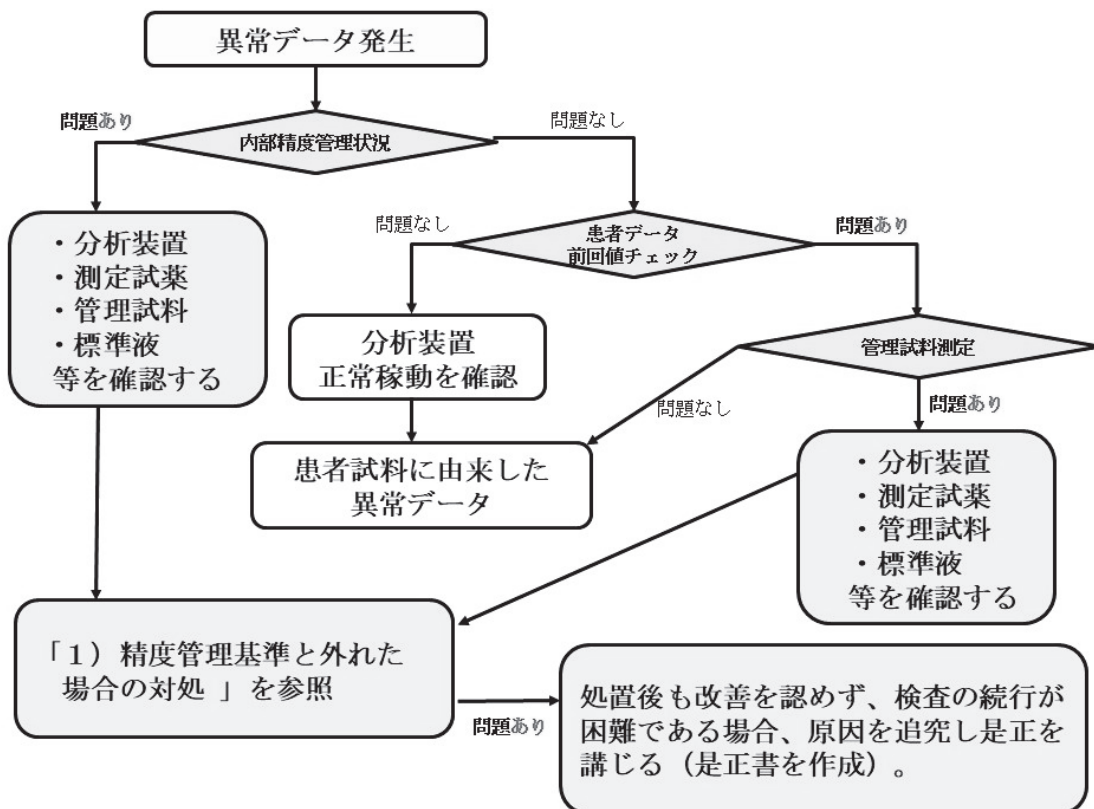 異常データ発生
問題あり
問題なし
内部精度管理状況
・分析装置
・測定試薬
・管理試料
・標準液
等を確認する
問題なし
患者データ
前回値チェック
問題あり
分析装置
正常稼動を確認
管理試料測定
問題なし
問題あり
患者試料に由来した
異常データ
・分析装置
・測定試薬
・管理試料
・標準液
等を確認する
「１）精度管理基準と外れた
場合の対処 」を参照
問題あり
処置後も改善を認めず、検査の続行が
困難である場合、原因を追究し是正を
講じる（是正書を作成）。